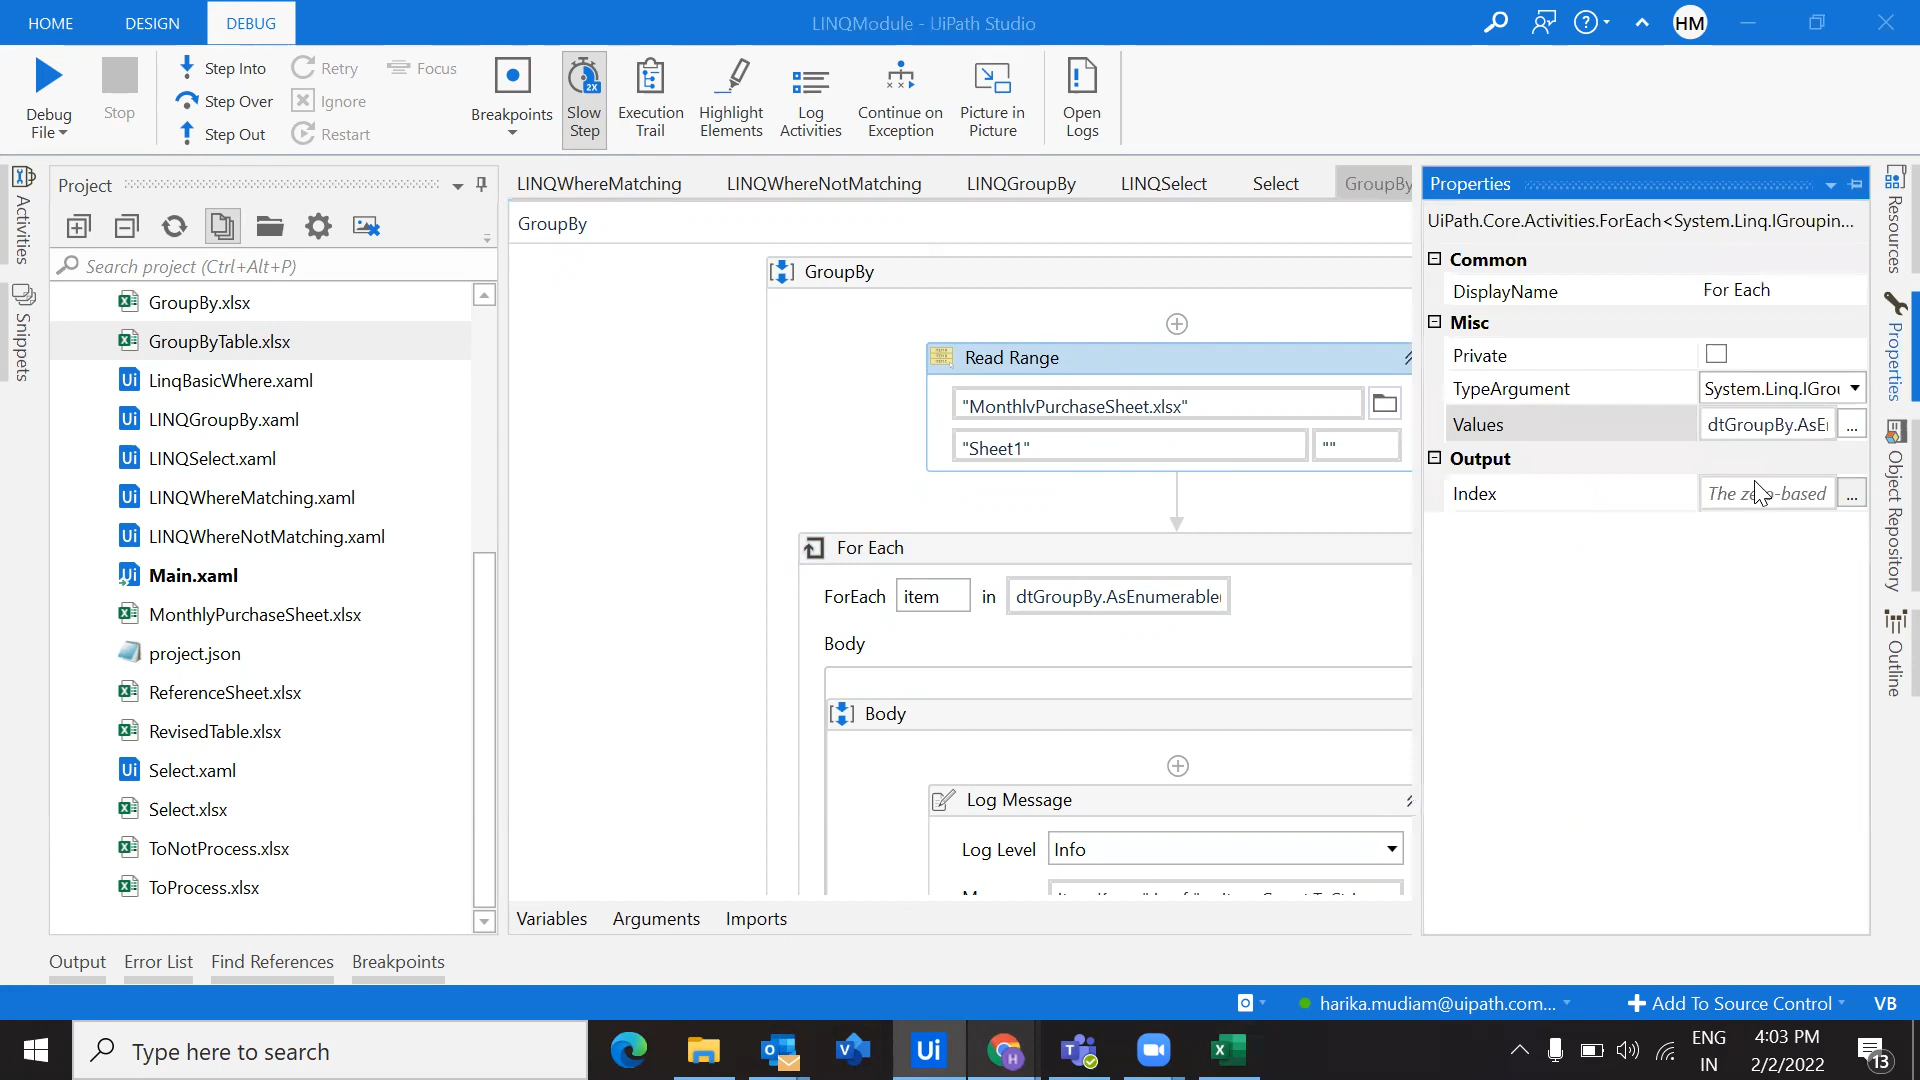 HOME DESIGN DEBUG LINQModule - UiPath Studio HM
Debug
File
Stop
Step Into
Step Over
Step Out
Retry
Ignore
Restart
Focus
Breakpoints
Slow
Step
2X
Execution
Trail
Highlight
Elements
Log
Activities
Continue on
Exception
Picture in
Picture
Open
Logs
Activities
Snippets
Project
Search project (Ctrl+Alt+P)
GroupBy.xlsx
GroupByTable.xlsx
LinqBasicWhere.xaml
LINQGroupBy.xaml
LINQSelect.xaml
LINQWhereMatching.xaml
LINQWhereNotMatching.xaml
Main.xaml
MonthlyPurchaseSheet.xlsx
project.json
ReferenceSheet.xlsx
RevisedTable.xlsx
Select.xaml
Select.xlsx
ToNotProcess.xlsx
ToProcess.xlsx
LINQWhereMatching LINQWhereNotMatching LINQGroupBy LINQSelect Select GroupBy
GroupBy
GroupBy
Read Range
"MonthlyPurchaseSheet.xlsx"
"Sheet1" ""
For Each
ForEach item in dtGroupBy.AsEnumerable(
Body
Body
Log Message
Log Level Info
Variables Arguments Imports
Properties
UiPath.Core.Activities.ForEach<System.Linq.IGroupin...
Common
DisplayName For Each
Misc
Private
TypeArgument System.Linq.IGrou
Values dtGroupBy.AsE ...
Output
Index The zero-based ...
Resources
Properties
Object Repository
Outline
Output Error List Find References Breakpoints
harika.mudiam@uipath.com... Add To Source Control VB
Type here to search
Ui
ENG
IN
4:03 PM
2/2/2022
13